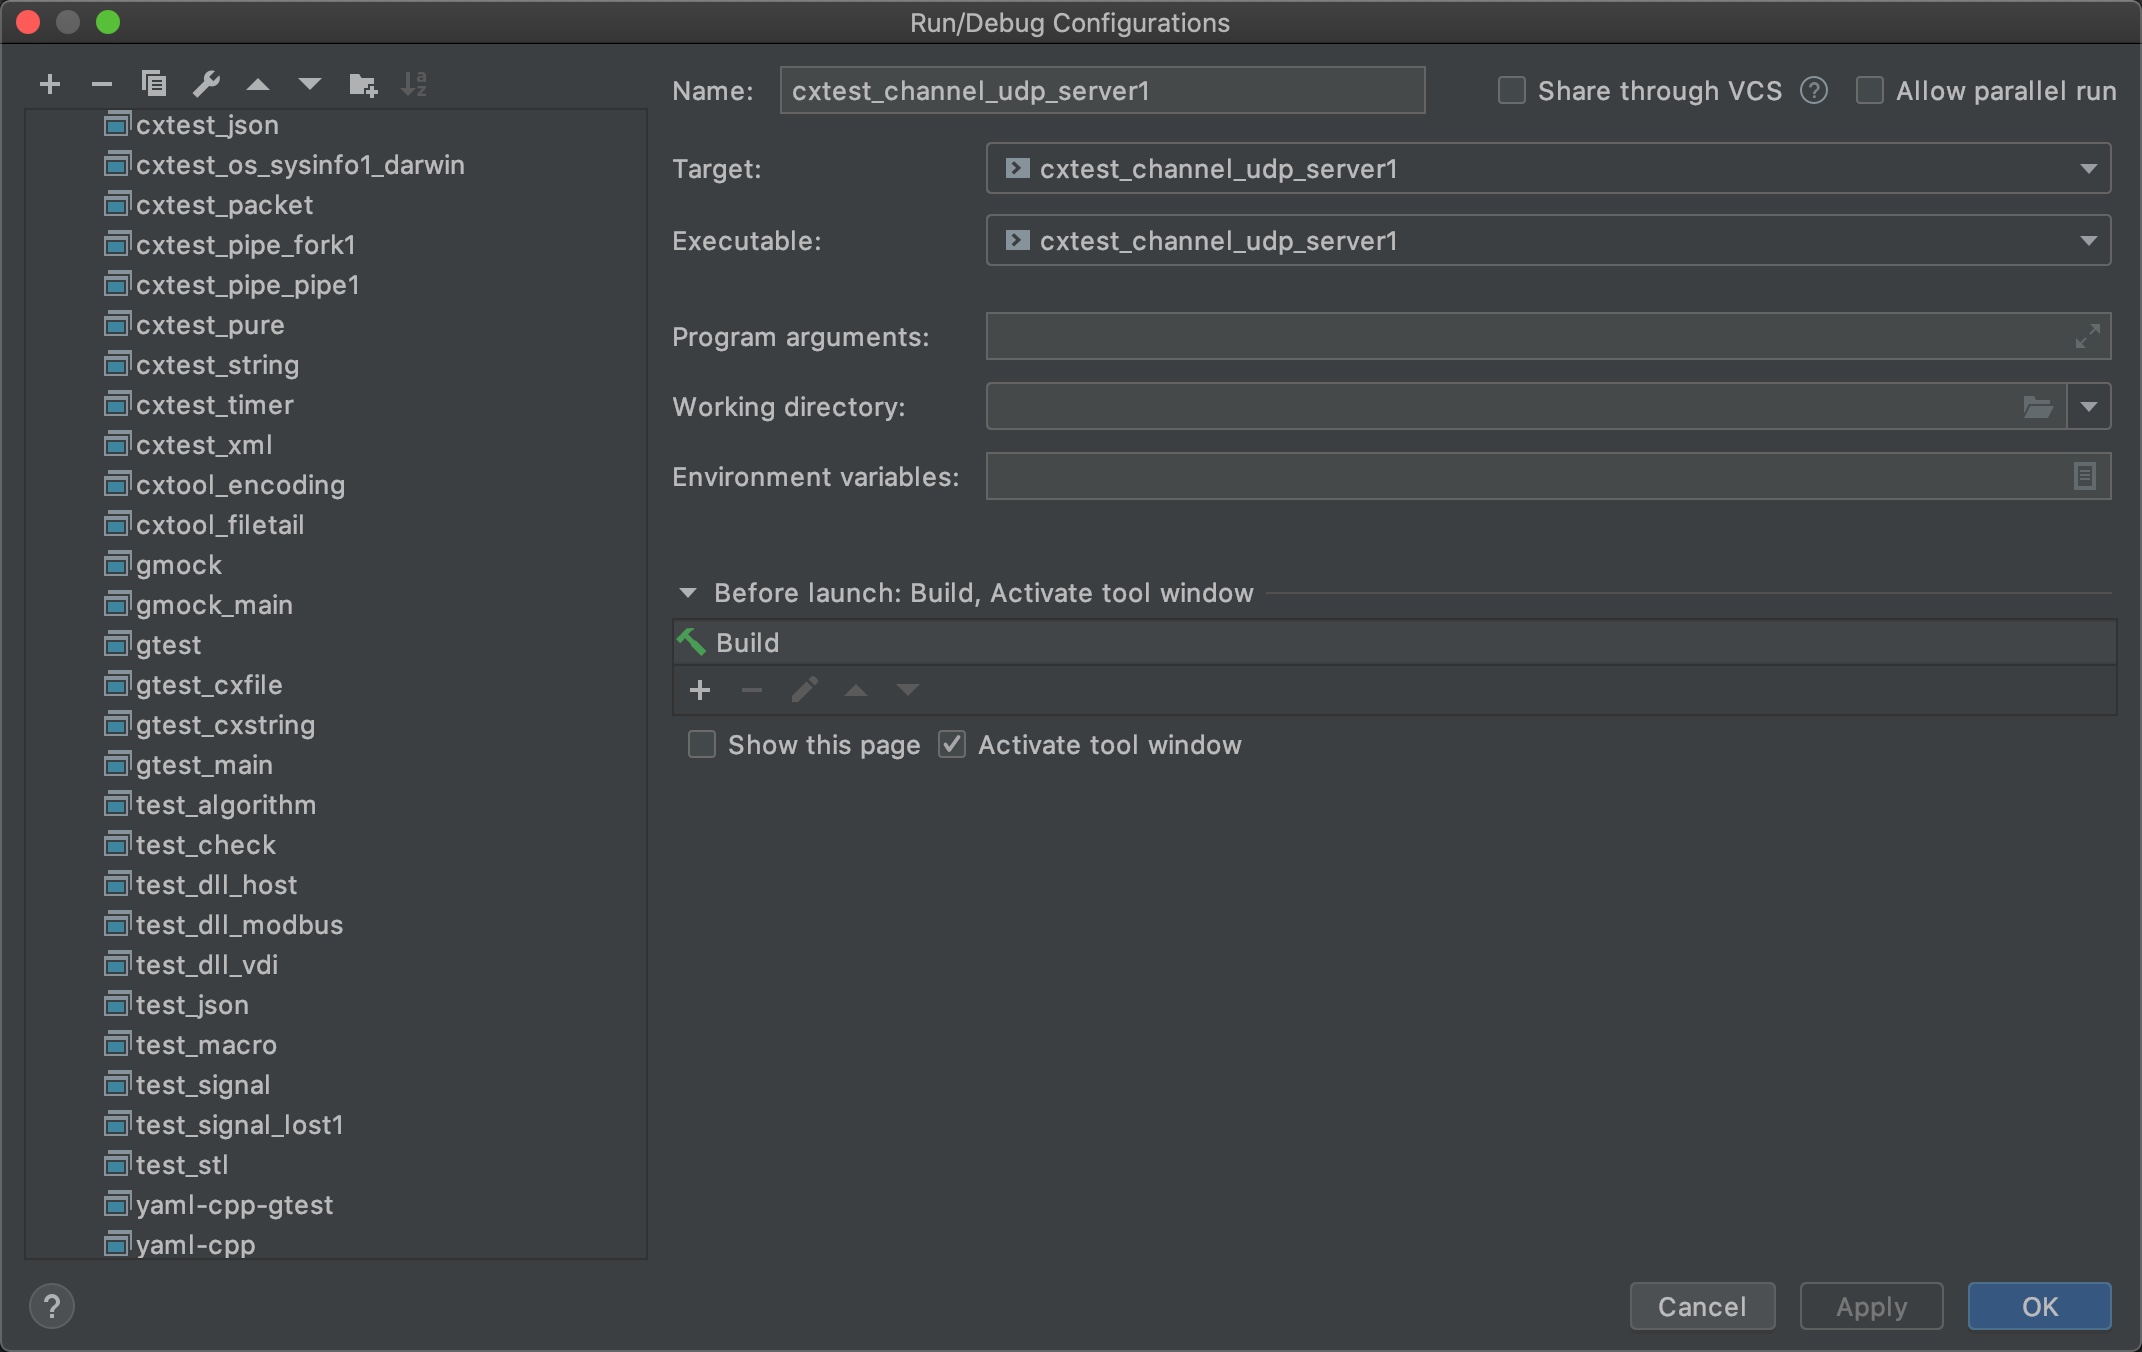 Run/Debug Configurations
cxtest_json
cxtest_os_sysinfo1_darwin
cxtest_packet
cxtest_pipe_fork1
cxtest_pipe_pipe1
cxtest_pure
cxtest_string
cxtest_timer
cxtest_xml
cxtool_encoding
cxtool_filetail
gmock
gmock_main
gtest
gtest_cxfile
gtest_cxstring
gtest_main
test_algorithm
test_check
test_dll_host
test_dll_modbus
test_dll_vdi
test_json
test_macro
test_signal
test_signal_lost1
test_stl
yaml-cpp-gtest
yaml-cpp
Name: cxtest_channel_udp_server1 Share through VCS ? Allow parallel run
Target: cxtest_channel_udp_server1
Executable: cxtest_channel_udp_server1
Program arguments:
Working directory:
Environment variables:
Before launch: Build, Activate tool window
Build
Show this page Activate tool window
? Cancel Apply OK